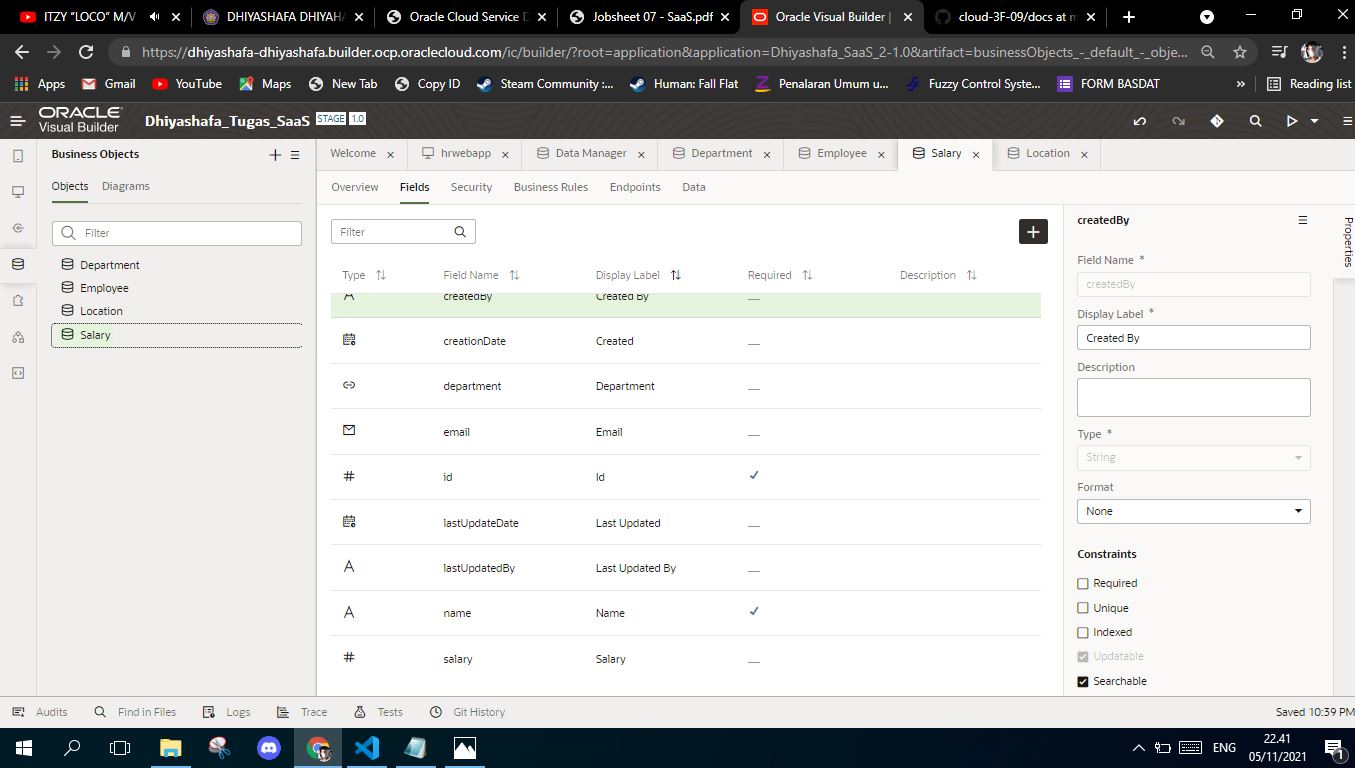 ITZY “LOCO” M/V
DHIYASHAFA DHIYAH
Oracle Cloud Service D
Jobsheet 07 - SaaS.pdf
Oracle Visual Builder |
cloud-3F-09/docs at m
https://dhiyashafa-dhiyashafa.builder.ocp.oraclecloud.com/ic/builder/?root=application&application=Dhiyashafa_SaaS_2-1.0&artifact=businessObjects_-_default_-_obje...
Apps
Gmail
YouTube
Maps
New Tab
Copy ID
Steam Community :...
Human: Fall Flat
Penalaran Umum u...
Fuzzy Control Syste...
FORM BASDAT
»
Reading list
ORACLE
Visual Builder
Dhiyashafa_Tugas_SaaS STAGE 1.0
Business Objects
Welcome
hrwebapp
Data Manager
Department
Employee
Salary
Location
Objects Diagrams
Overview Fields Security Business Rules Endpoints Data
Filter
Department
Employee
Location
Salary
Filter
Type Field Name Display Label Required Description
A createdBy Created By
creationDate Created
department Department
email Email
# id Id
lastUpdateDate Last Updated
A lastUpdatedBy Last Updated By
A name Name
# salary Salary
createdBy
Properties
Field Name *
createdBy
Display Label *
Created By
Description
Type *
String
Format
None
Constraints
Required
Unique
Indexed
Updatable
Searchable
Audits Find in Files Logs Trace Tests Git History
Saved 10:39 PM
ENG
22.41
05/11/2021
1